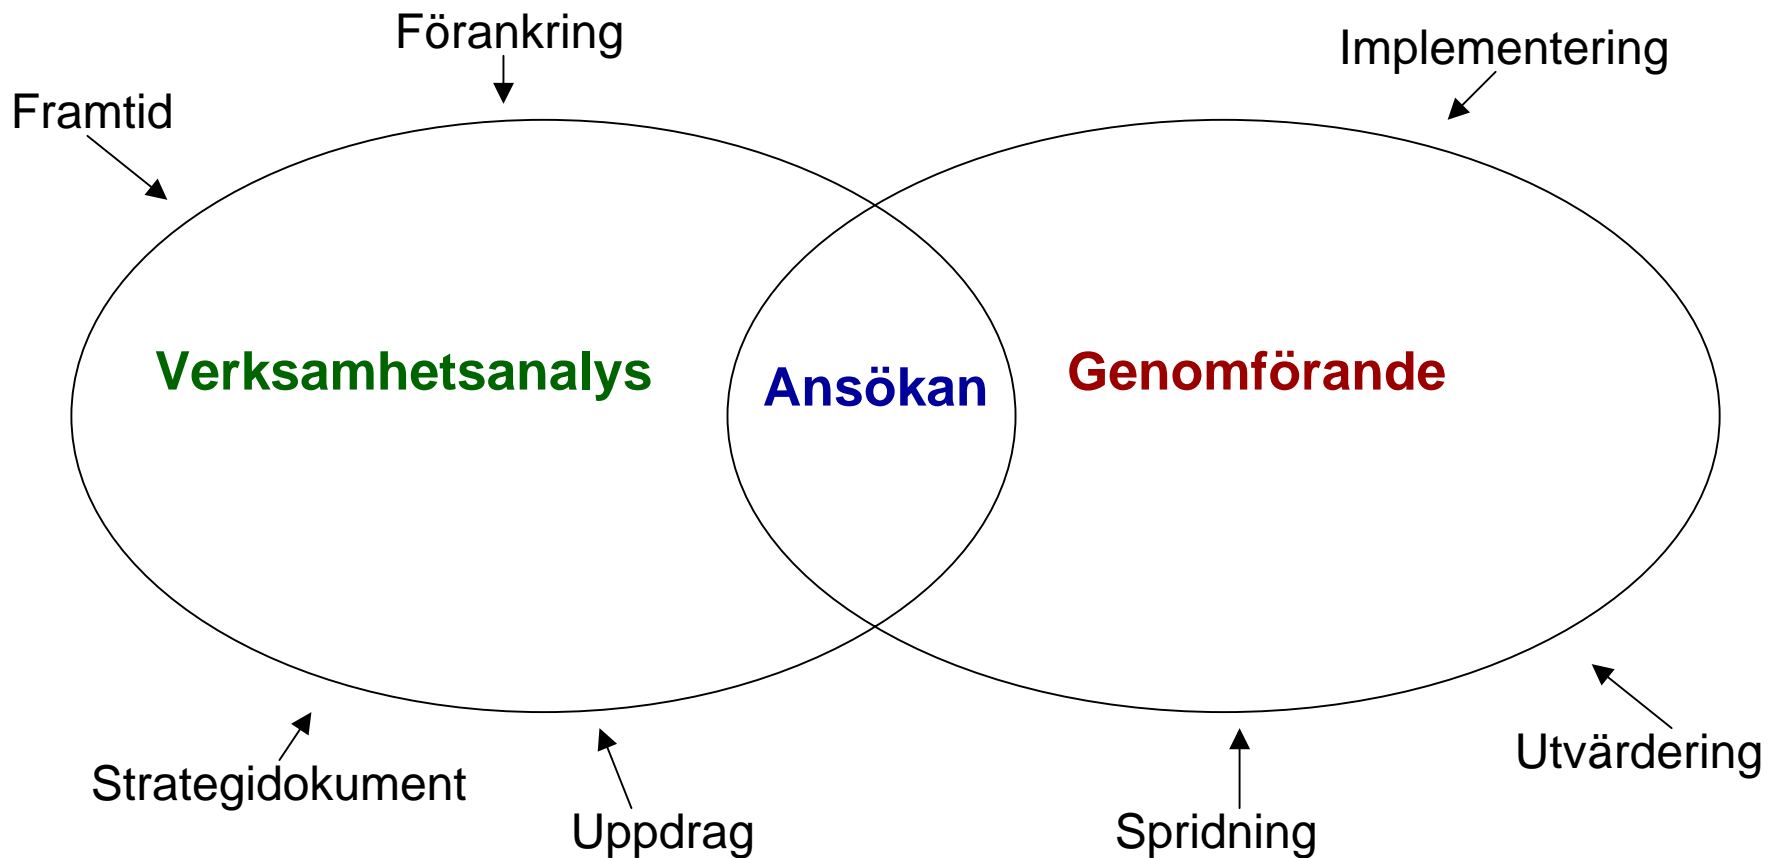 Förankring
Implementering
Framtid
Verksamhetsanalys
Ansökan
Genomförande
Strategidokument
Uppdrag
Spridning
Utvärdering